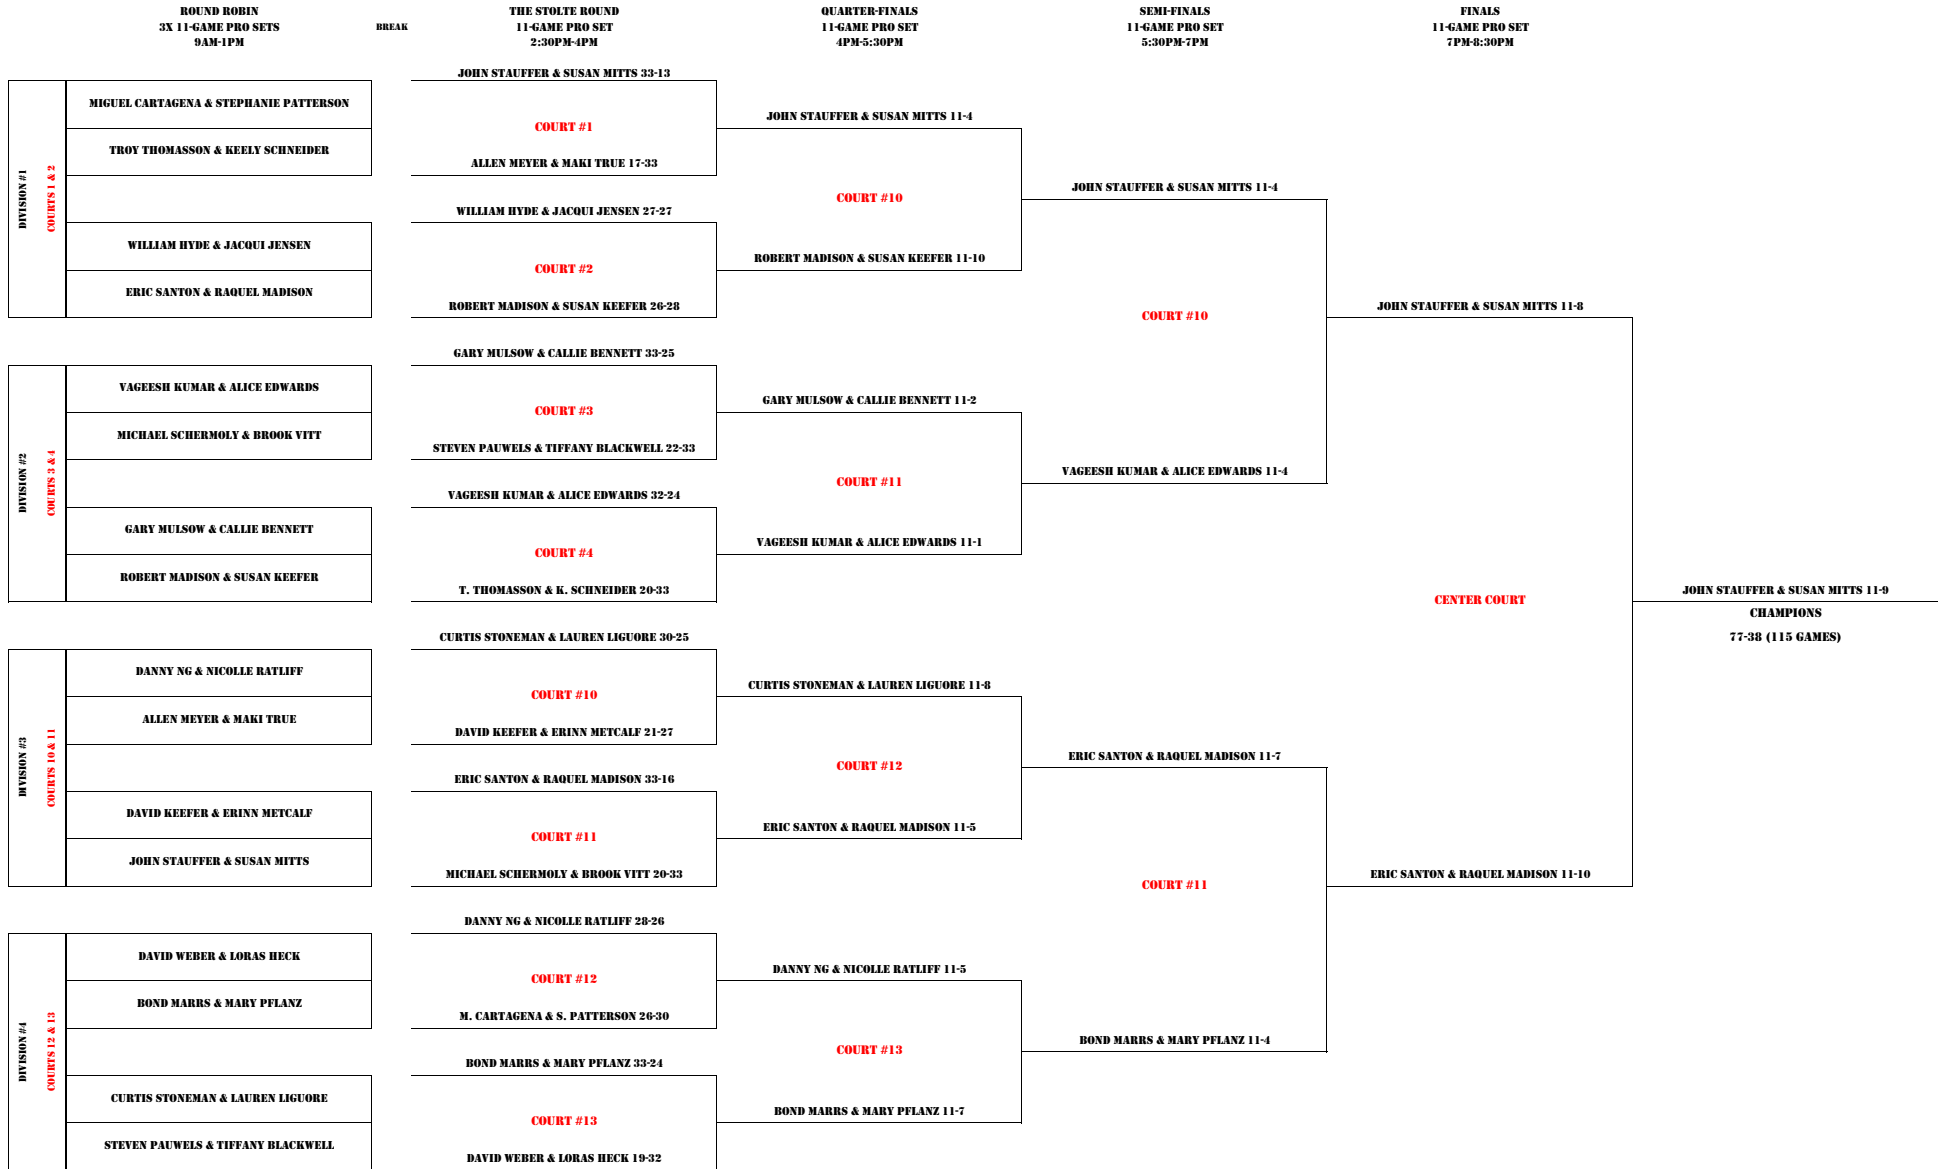 ROUND ROBIN
3X 11-GAME PRO SETS
9AM-1PM
BREAK
THE STOLTE ROUND
11-GAME PRO SET
2:30PM-4PM
QUARTER-FINALS
11-GAME PRO SET
4PM-5:30PM
SEMI-FINALS
11-GAME PRO SET
5:30PM-7PM
FINALS
11-GAME PRO SET
7PM-8:30PM
DIVISION #1
COURTS 1 & 2
MIGUEL CARTAGENA & STEPHANIE PATTERSON
TROY THOMASSON & KEELY SCHNEIDER
WILLIAM HYDE & JACQUI JENSEN
ERIC SANTON & RAQUEL MADISON
DIVISION #2
COURTS 3 & 4
VAGEESH KUMAR & ALICE EDWARDS
MICHAEL SCHERMOLY & BROOK VITT
GARY MULSOW & CALLIE BENNETT
ROBERT MADISON & SUSAN KEEFER
DIVISION #3
COURTS 10 & 11
DANNY NG & NICOLLE RATLIFF
ALLEN MEYER & MAKI TRUE
DAVID KEEFER & ERINN METCALF
JOHN STAUFFER & SUSAN MITTS
DIVISION #4
COURTS 12 & 13
DAVID WEBER & LORAS HECK
BOND MARRS & MARY PFLANZ
CURTIS STONEMAN & LAUREN LIGUORE
STEVEN PAUWELS & TIFFANY BLACKWELL
JOHN STAUFFER & SUSAN MITTS 33-13
COURT #1
ALLEN MEYER & MAKI TRUE 17-33
WILLIAM HYDE & JACQUI JENSEN 27-27
COURT #2
ROBERT MADISON & SUSAN KEEFER 26-28
GARY MULSOW & CALLIE BENNETT 33-25
COURT #3
STEVEN PAUWELS & TIFFANY BLACKWELL 22-33
VAGEESH KUMAR & ALICE EDWARDS 32-24
COURT #4
T. THOMASSON & K. SCHNEIDER 20-33
CURTIS STONEMAN & LAUREN LIGUORE 30-25
COURT #10
DAVID KEEFER & ERINN METCALF 21-27
ERIC SANTON & RAQUEL MADISON 33-16
COURT #11
MICHAEL SCHERMOLY & BROOK VITT 20-33
DANNY NG & NICOLLE RATLIFF 28-26
COURT #12
M. CARTAGENA & S. PATTERSON 26-30
BOND MARRS & MARY PFLANZ 33-24
COURT #13
DAVID WEBER & LORAS HECK 19-32
JOHN STAUFFER & SUSAN MITTS 11-4
COURT #10
ROBERT MADISON & SUSAN KEEFER 11-10
GARY MULSOW & CALLIE BENNETT 11-2
COURT #11
VAGEESH KUMAR & ALICE EDWARDS 11-1
CURTIS STONEMAN & LAUREN LIGUORE 11-8
COURT #12
ERIC SANTON & RAQUEL MADISON 11-5
DANNY NG & NICOLLE RATLIFF 11-5
COURT #13
BOND MARRS & MARY PFLANZ 11-7
JOHN STAUFFER & SUSAN MITTS 11-4
COURT #10
VAGEESH KUMAR & ALICE EDWARDS 11-4
ERIC SANTON & RAQUEL MADISON 11-7
COURT #11
BOND MARRS & MARY PFLANZ 11-4
JOHN STAUFFER & SUSAN MITTS 11-8
CENTER COURT
ERIC SANTON & RAQUEL MADISON 11-10
JOHN STAUFFER & SUSAN MITTS 11-9
CHAMPIONS
77-38 (115 GAMES)